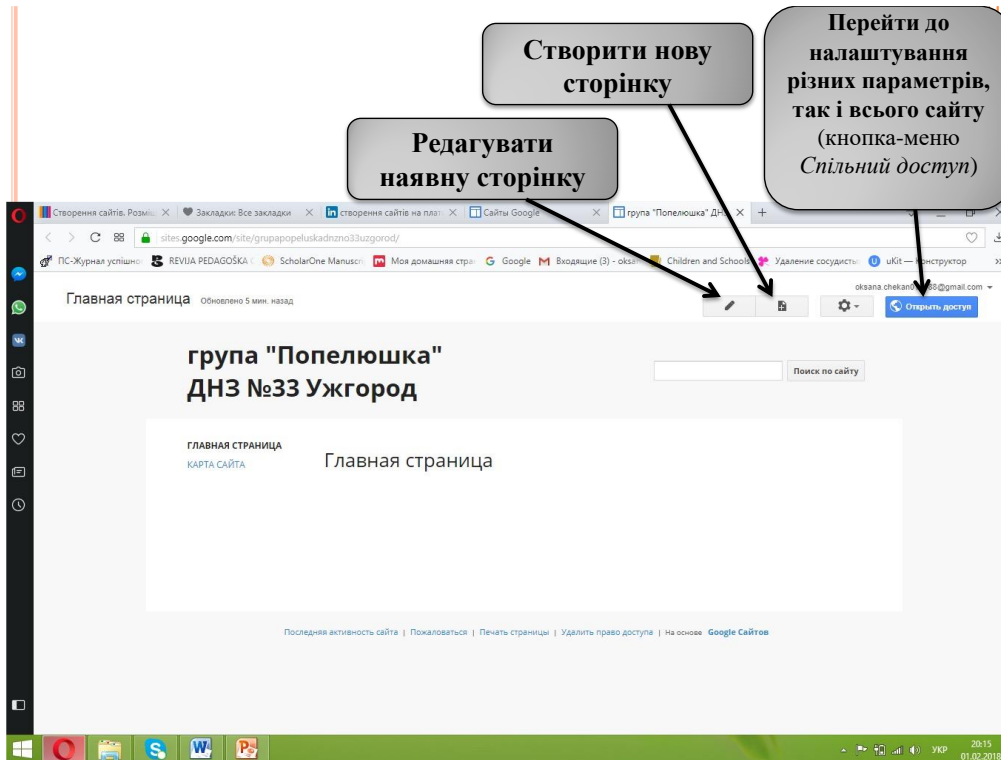 Перейти до
налаштування
різних параметрів,
так і всього сайту
(кнопка-меню
Спільний доступ)
Створити нову
сторінку
Редагувати
наявну сторінку
Створення сайтів. Розміщ
Закладки: Все закладки
створення сайтів на плат
Сайты Google
група "Попелюшка" ДН
sites.google.com/site/grupapopeluskadnzno33uzgorod/
ПС-Журнал успішно
REVIJA PEDAGOŠKA
ScholarOne Manuscri
Моя домашняя стра
Google
Входящие (3) - oksan
Children and Schools
Удаление сосудисты
uKit — Конструктор
Главная страница Обновлено 5 мин. назад
Открыть доступ
група "Попелюшка"
ДНЗ №33 Ужгород
Поиск по сайту
ГЛАВНАЯ СТРАНИЦА
КАРТА САЙТА
Главная страница
Последняя активность сайта | Пожаловаться | Печать страницы | Удалить право доступа | На основе Google Сайтов
УКР
20:15
01.02.2018